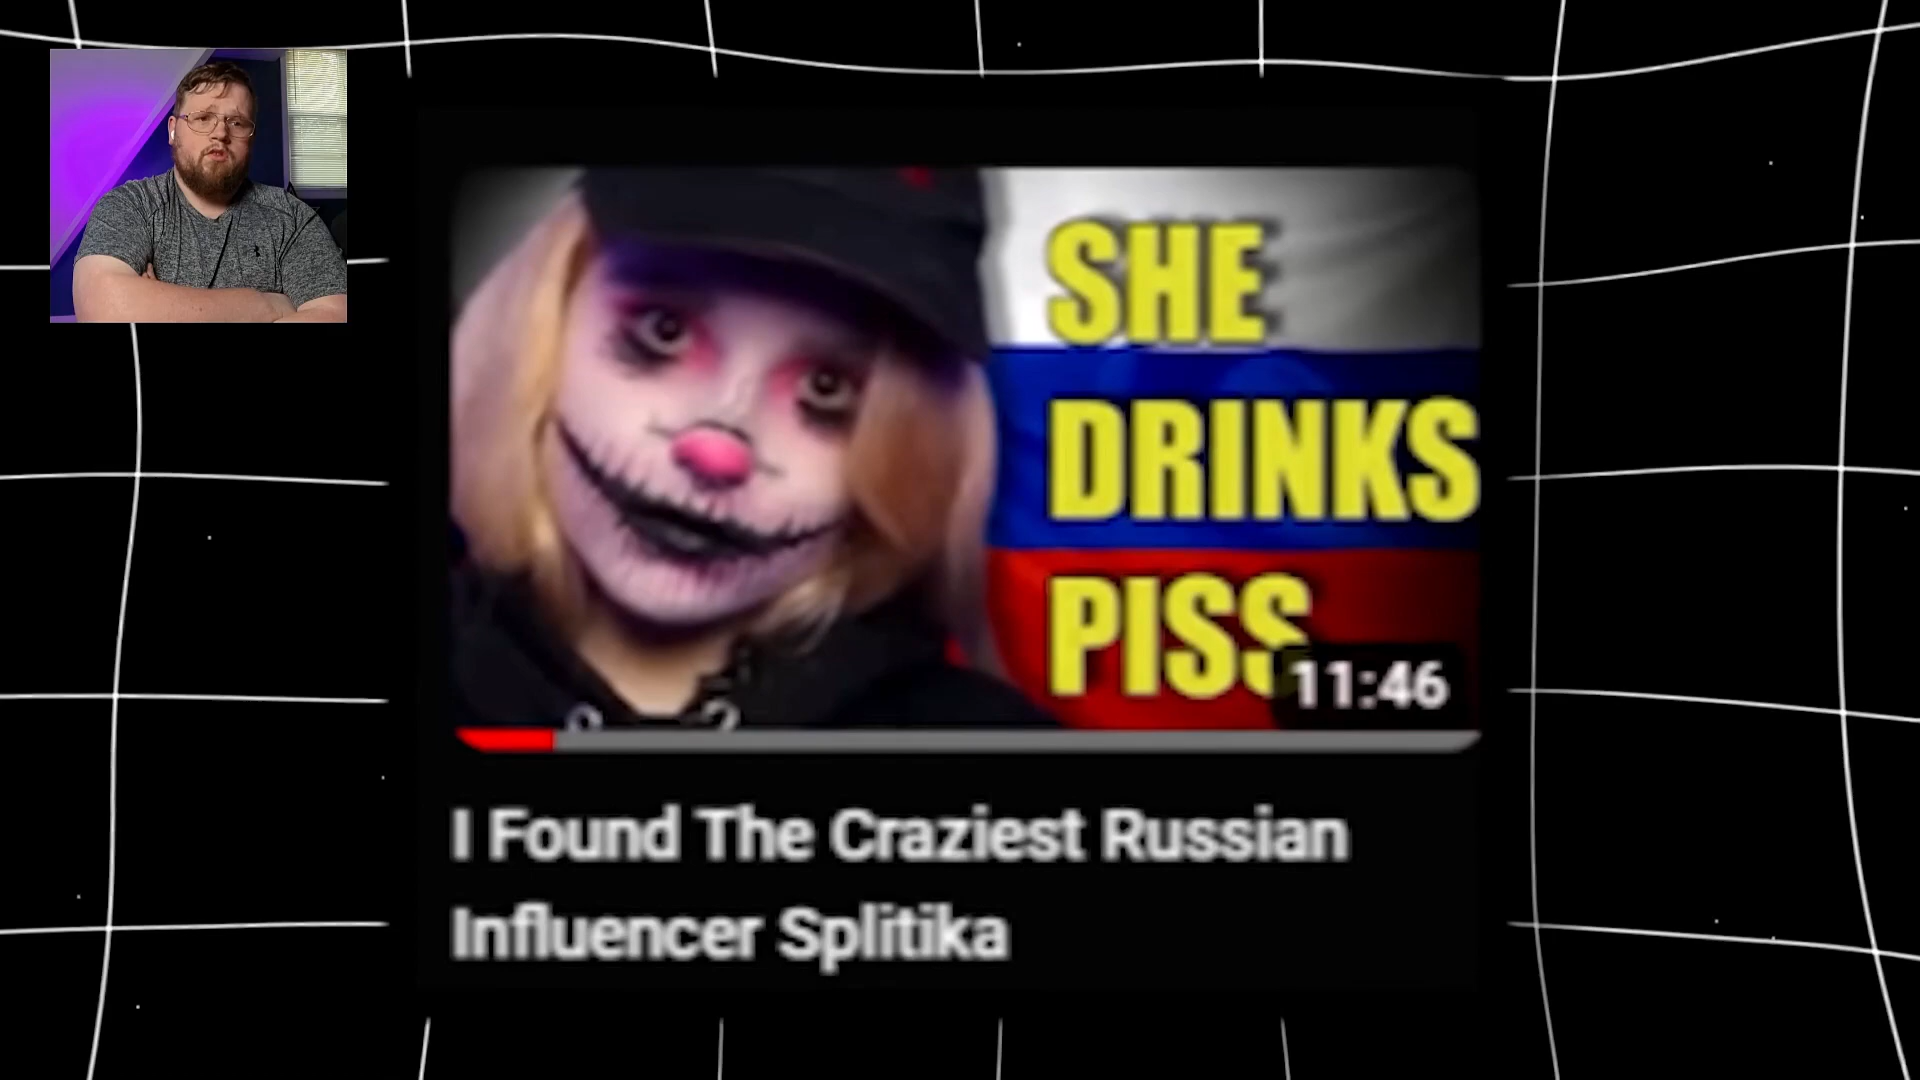 SHE
DRINKS
PISS
11:46
I Found The Craziest Russian
Influencer Splitika